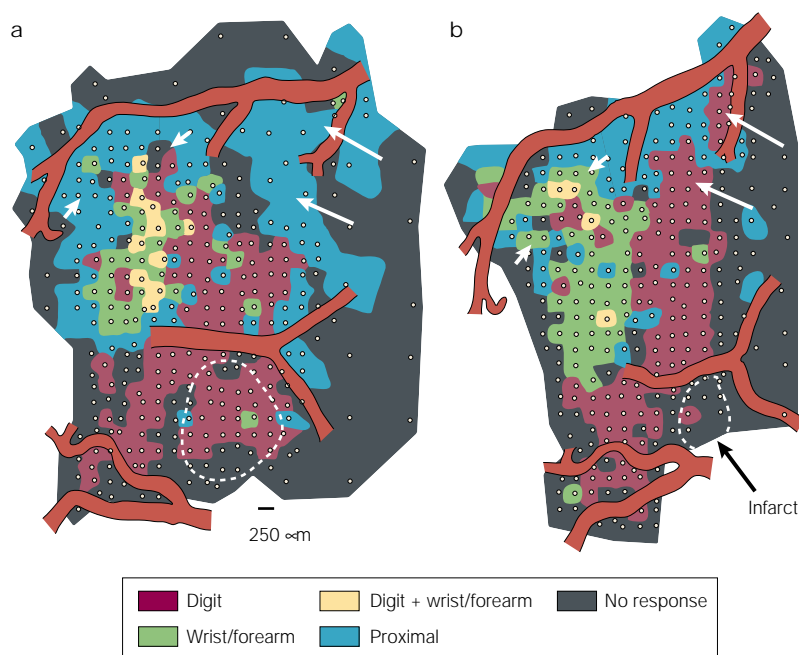 a
b
250 ∝m
Infarct
Digit
Digit + wrist/forearm
No response
Wrist/forearm
Proximal